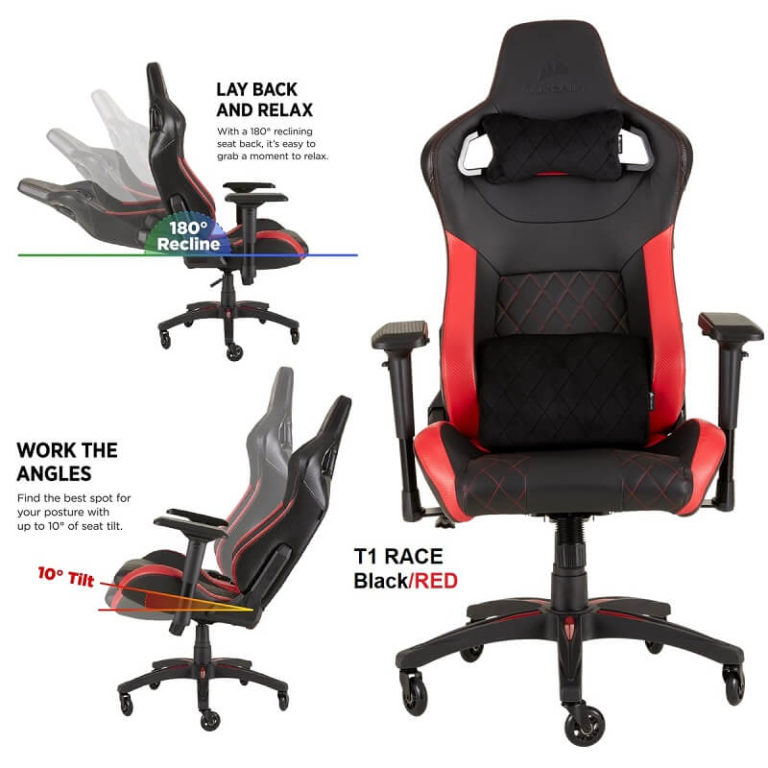 LAY BACK
AND RELAX
With a 180° reclining
seat back, it's easy to
grab a moment to relax.
180°
Recline
WORK THE
ANGLES
Find the best spot for
your posture with
up to 10° of seat tilt.
10° Tilt
CORSAIR
T1 RACE
Black/RED